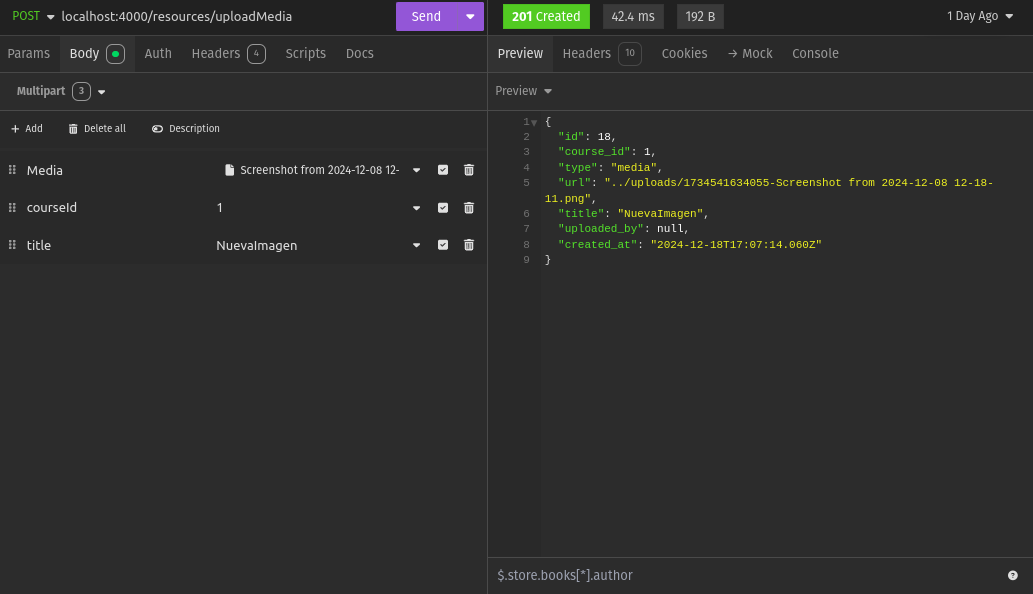 POST localhost:4000/resources/uploadMedia Send
201 Created 42.4 ms 192 B 1 Day Ago
Params Body Auth Headers 4 Scripts Docs
Preview Headers 10 Cookies → Mock Console
Multipart 3
Preview
+ Add Delete all Description
Media Screenshot from 2024-12-08 12-
courseId 1
title NuevaImagen
1 {
2 "id": 18,
3 "course_id": 1,
4 "type": "media",
5 "url": "../uploads/1734541634055-Screenshot from 2024-12-08 12-18-
11.png",
6 "title": "NuevaImagen",
7 "uploaded_by": null,
8 "created_at": "2024-12-18T17:07:14.060Z"
9 }
$.store.books[*].author